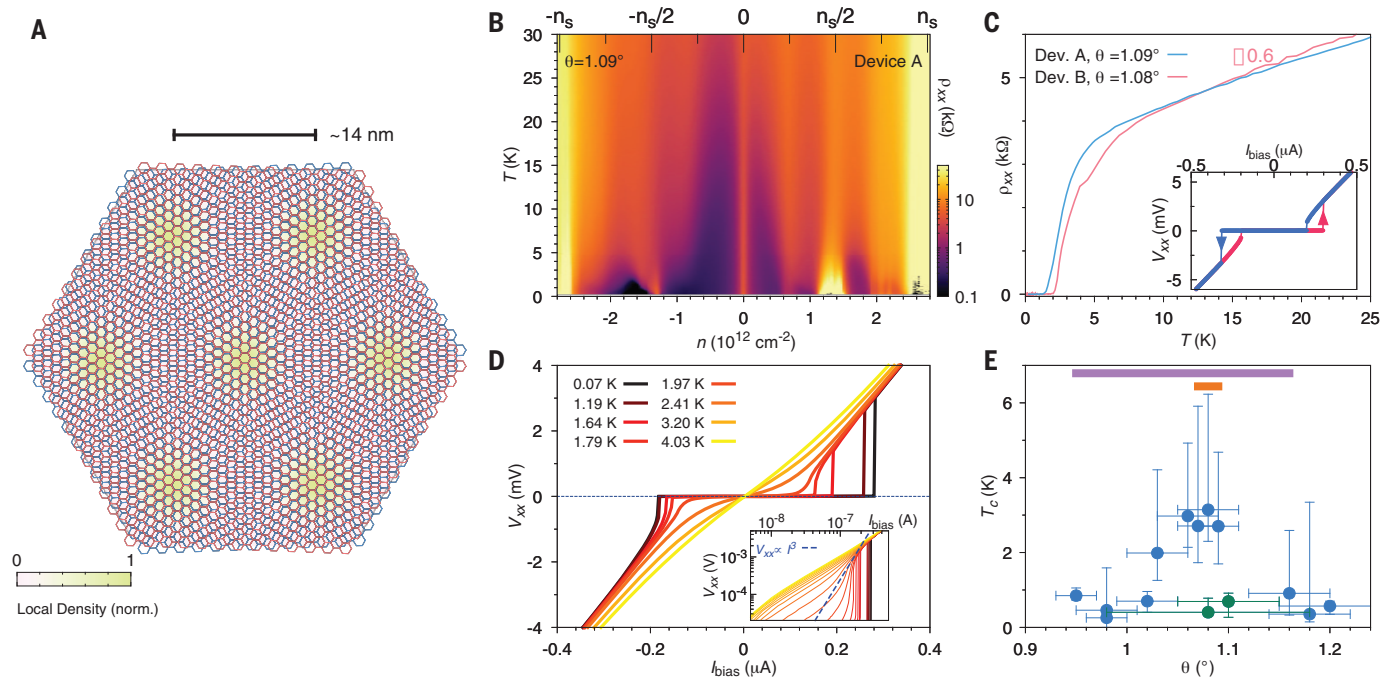 A
~14 nm
0
1
Local Density (norm.)
B
-nₛ
-nₛ/2
0
nₛ/2
nₛ
30
25
20
15
10
5
0
T (K)
θ=1.09°
Device A
ρxx (kΩ)
10
1
0.1
-2
-1
0
1
2
n (10¹² cm⁻²)
C
Dev. A, θ=1.09°
Dev. B, θ=1.08°
0.6
5
0
ρxx (kΩ)
-0.5
Ibias (μA)
0
0.5
5
0
-5
Vxx (mV)
0
5
10
15
20
25
T (K)
D
4
2
0
-2
-4
Vxx (mV)
0.07 K
1.97 K
1.19 K
2.41 K
1.64 K
3.20 K
1.79 K
4.03 K
10⁻⁸
10⁻⁷
Ibias (A)
Vxx ∝ I³
10⁻³
10⁻⁴
Vxx (V)
-0.4
-0.2
0
0.2
0.4
Ibias (μA)
E
7
6
4
2
0
Tc (K)
0.9
1
1.1
1.2
θ (°)